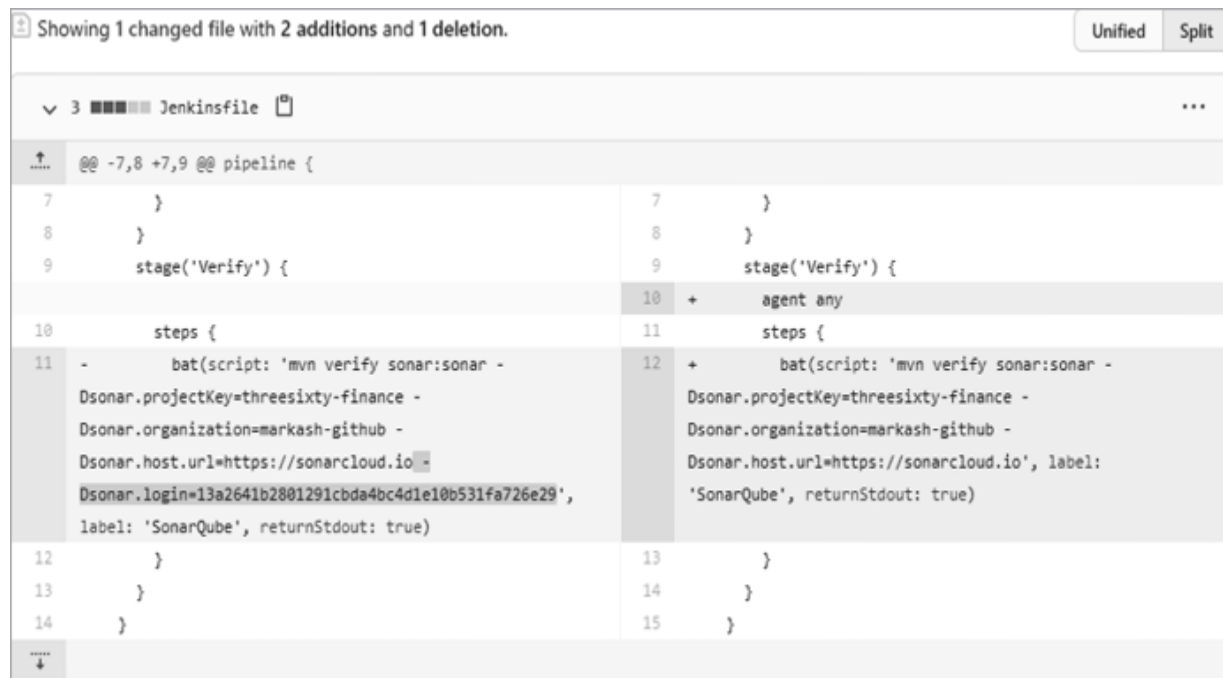 Showing 1 changed file with 2 additions and 1 deletion.
Unified Split
3 Jenkinsfile ...
@@ -7,8 +7,9 @@ pipeline {
7 }
8 }
9 stage('Verify') {
10 steps {
11 - bat(script: 'mvn verify sonar:sonar -
Dsonar.projectKey=threesixty-finance -
Dsonar.organization=markash-github -
Dsonar.host.url=https://sonarcloud.io -
Dsonar.login=13a2641b2801291cbda4bc4d1e10b531fa726e29',
label: 'SonarQube', returnStdout: true)
12 }
13 }
14 }
7 }
8 }
9 stage('Verify') {
10 + agent any
11 steps {
12 + bat(script: 'mvn verify sonar:sonar -
Dsonar.projectKey=threesixty-finance -
Dsonar.organization=markash-github -
Dsonar.host.url=https://sonarcloud.io', label:
'SonarQube', returnStdout: true)
13 }
14 }
15 }